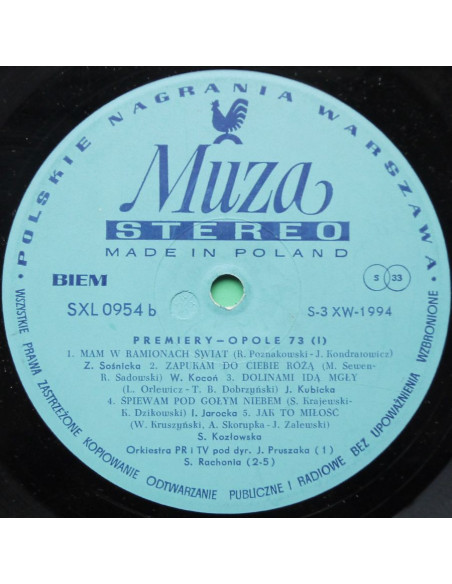 • POLSKIE NAGRANIA WARSZAWA •
Muza
STEREO
MADE IN POLAND
BIEM
S 33
SXL 0954 b
S-3 XW-1994
PREMIERY – OPOLE 73 (I)
1. MAM W RAMIONACH ŚWIAT (R. Poznakowski - J. Kondratowicz)
Z. Sośnicka 2. ZAPUKAM DO CIEBIE RÓŻĄ (M. Sewen-
R. Sadowski) W. Kocoń 3. DOLINAMI IDĄ MGŁY
(L. Orlewicz - T. B. Dobrzyński) J. Kubicka
4. ŚPIEWAM POD GOŁYM NIEBEM (S. Krajewski-
K. Dzikowski) I. Jarocka 5. JAK TO MIŁOŚĆ
(W. Kruszyński, A. Skorupka - J. Zalewski)
S. Kozłowska
Orkiestra PR i TV pod dyr. J. Pruszaka (1)
S. Rachonia (2-5)
WSZYSTKIE PRAWA ZASTRZEŻONE KOPIOWANIE ODTWARZANIE PUBLICZNE I RADIOWE BEZ UPOWAŻNIENIA WZBRONIONE